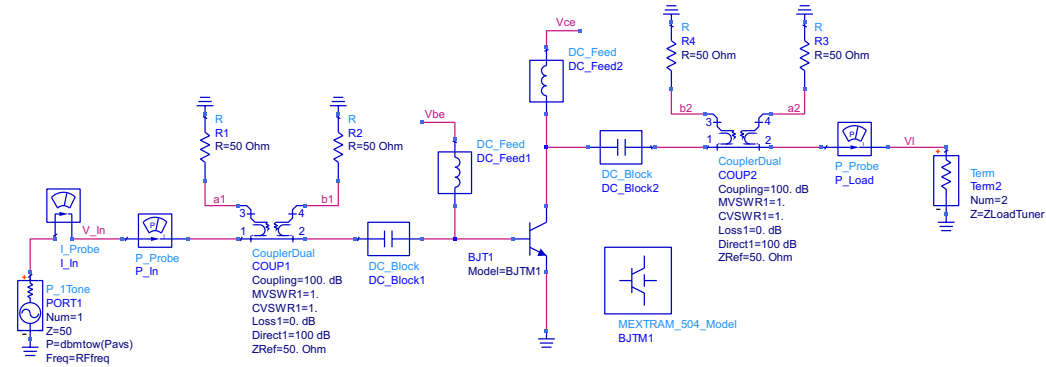 Vce
DC_Feed
DC_Feed2
R
R4
R=50 Ohm
R
R3
R=50 Ohm
b2
a2
3
4
1
2
R
R1
R=50 Ohm
R
R2
R=50 Ohm
Vbe
DC_Feed
DC_Feed1
DC_Block
DC_Block2
CouplerDual
COUP2
Coupling=100. dB
MVSWR1=1.
CVSWR1=1.
Loss1=0. dB
Direct1=100 dB
ZRef=50. Ohm
P
P_Probe
P_Load
Vl
+
Term
Term2
Num=2
Z=ZLoadTuner
a1
b1
3
4
1
2
V_In
I_Probe
I_In
P
P_Probe
P_In
CouplerDual
COUP1
Coupling=100. dB
MVSWR1=1.
CVSWR1=1.
Loss1=0. dB
Direct1=100 dB
ZRef=50. Ohm
DC_Block
DC_Block1
BJT1
Model=BJTM1
+
P_1Tone
PORT1
Num=1
Z=50
P=dbmtow(Pavs)
Freq=RFfreq
MEXTRAM_504_Model
BJTM1